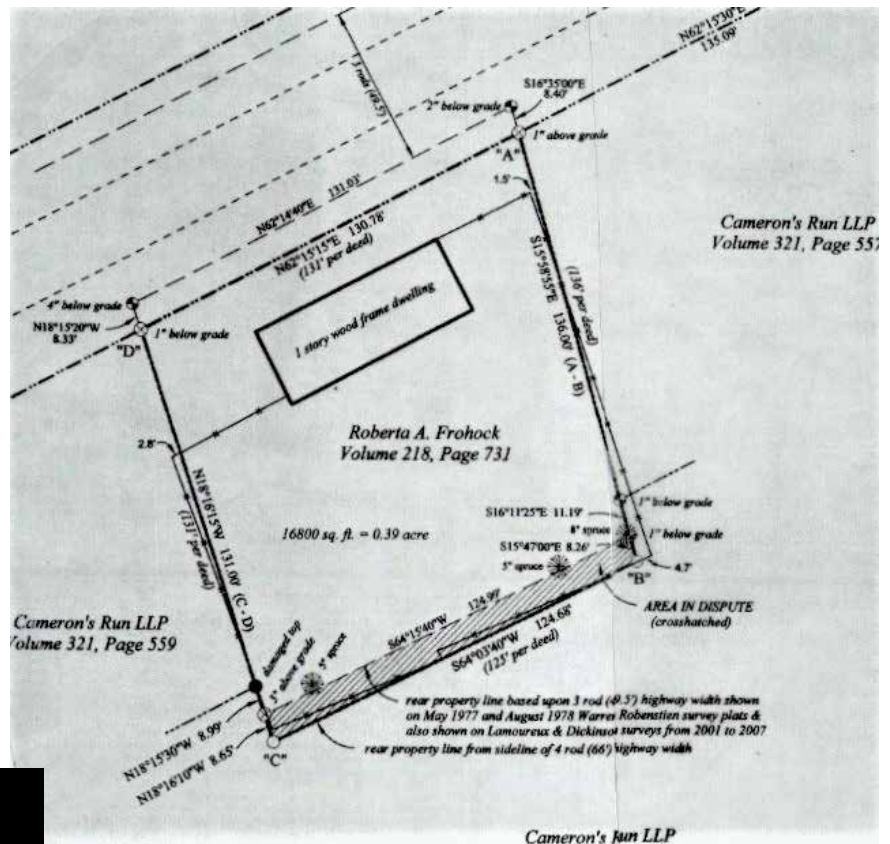 N62°15'30"E
135.09'
3 rods (49.5')
S16°35'00"E
8.40'
2" below grade
1" above grade
"A"
1.5'
N62°14'40"E 131.03'
N62°15'15"E 130.78'
(131' per deed)
Cameron's Run LLP
Volume 321, Page 557
4" below grade
N18°15'20"W
8.33'
1" below grade
"D"
1 story wood frame dwelling
S15°58'55"E 136.00' (A - B)
(136' per deed)
2.8'
Roberta A. Frohock
Volume 218, Page 731
N18°16'15"W 131.00' (C - D)
(131' per deed)
16800 sq. ft. = 0.39 acre
1" below grade
S16°11'25"E 11.19'
8" spruce
1" below grade
S15°47'00"E 8.26'
5" spruce
"B"
4.7'
AREA IN DISPUTE
(crosshatched)
S64°15'40"W 124.99'
S64°03'40"W 124.68'
(125' per deed)
Cameron's Run LLP
Volume 321, Page 559
damaged top
3" above grade
5" spruce
rear property line based upon 3 rod (49.5') highway width shown
on May 1977 and August 1978 Warren Robenstien survey plats &
also shown on Lamoureux & Dickinson surveys from 2001 to 2007
rear property line from sideline of 4 rod (66') highway width
N18°15'30"W 8.99'
N18°16'10"W 8.65'
"C"
Cameron's Run LLP